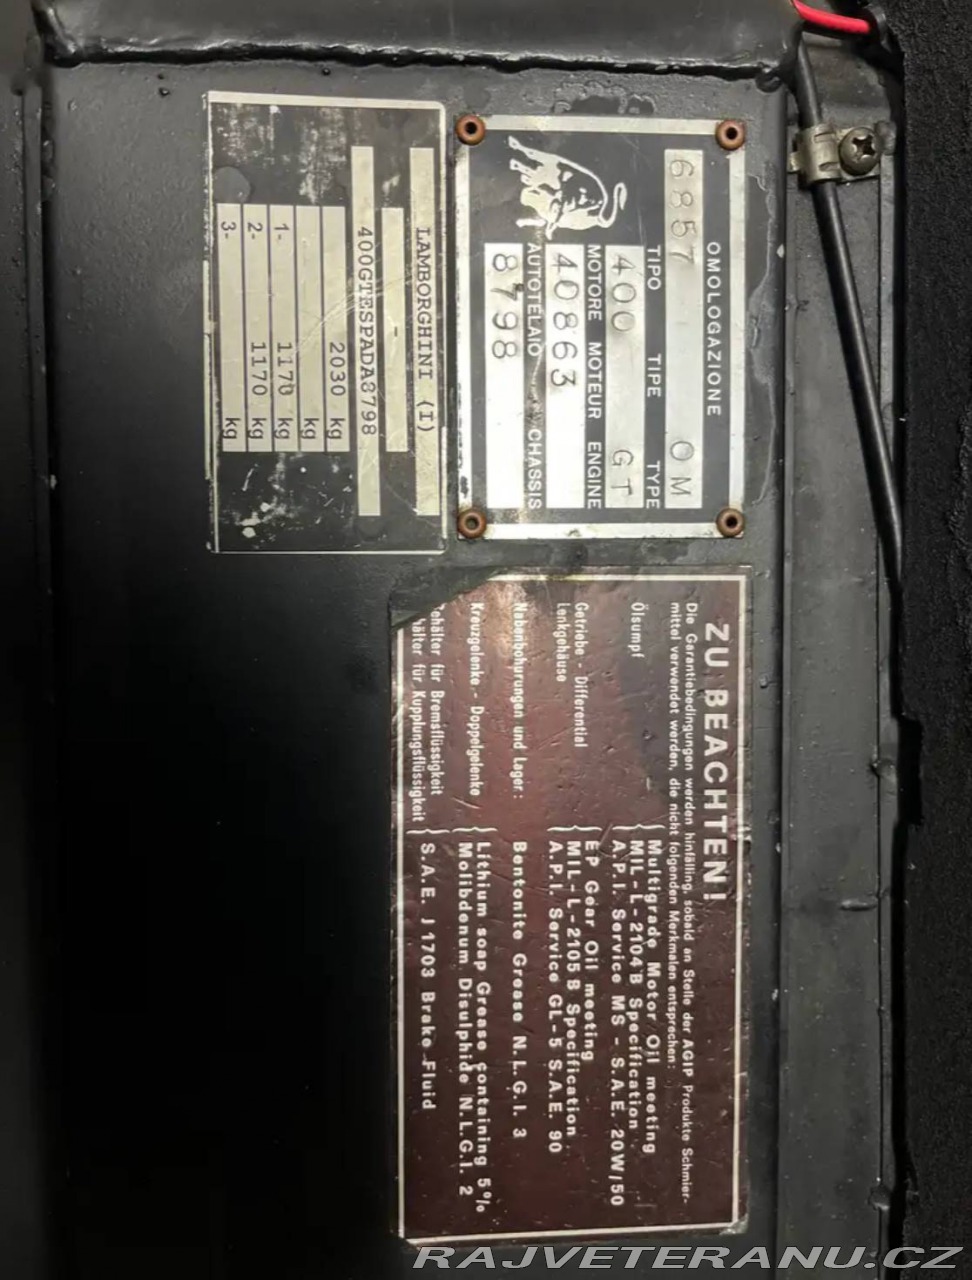 OMOLOGAZIONE
6857 OM
TIPO TIPE TYPE
400 GT
MOTORE MOTEUR ENGINE
40863
AUTOTELAIO CHASSIS
8798
LAMBORGHINI (I)
-
400GTESPADA8798
2030 kg
kg
1- 1170 kg
2- 1170 kg
3- kg
ZU BEACHTEN!
Die Garantiebedingungen werden hinfälling, sobald an Stelle der AGIP Produkte Schmier-
mittel verwendet werden, die nicht folgenden Merkmalen entsprechen:
Ölsumpf
Multigrade Motor Oil meeting
MIL-L-2104 B Specification
A.P.I. Service MS - S.A.E. 20W/50
Getriebe - Differential
Lenkgehäuse
EP Gear Oil meeting
MIL-L-2105 B Specification
A.P.I. Service GL-5 S.A.E. 90
Nabenbohrungen und Lager:
Bentonite Grease N.L.G.I. 3
Kreuzgelenke - Doppelgelenke
Lithium soap Grease containing 5%
Molibdenum Disulphide N.L.G.I. 2
ehälter für Bremsflüssigkeit
hälter für Kupplungsflüssigkeit
S.A.E. J 1703 Brake Fluid
RAJVETERANU.CZ